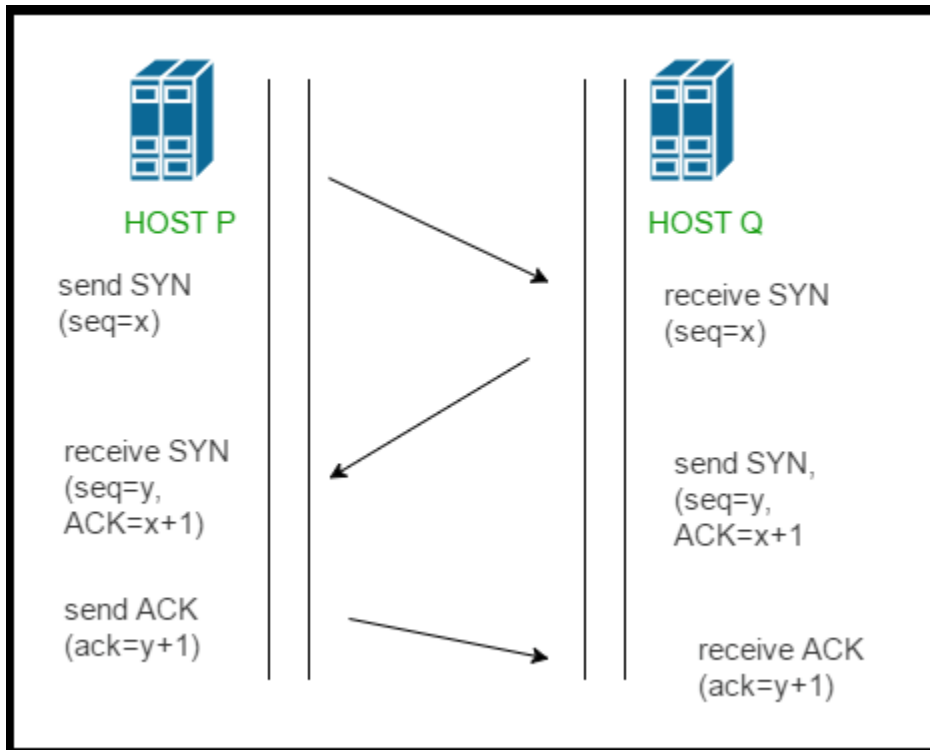 HOST P
HOST Q
send SYN
(seq=x)
receive SYN
(seq=x)
receive SYN
(seq=y,
ACK=x+1)
send SYN,
(seq=y,
ACK=x+1
send ACK
(ack=y+1)
receive ACK
(ack=y+1)